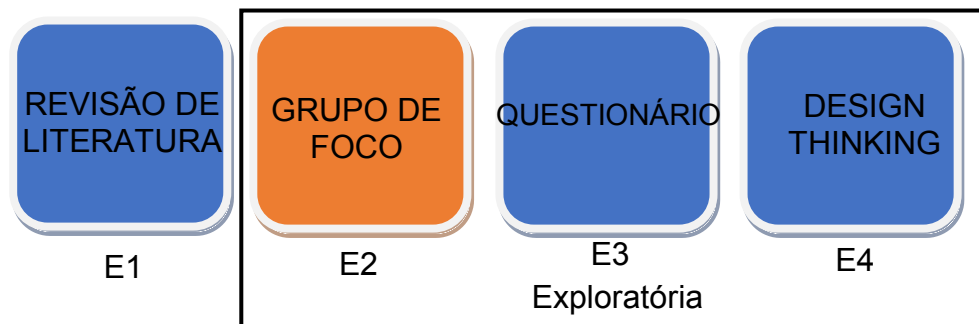 REVISÃO DE
LITERATURA
GRUPO DE
FOCO
QUESTIONÁRIO
DESIGN
THINKING
E1
E2
E3
E4
Exploratória